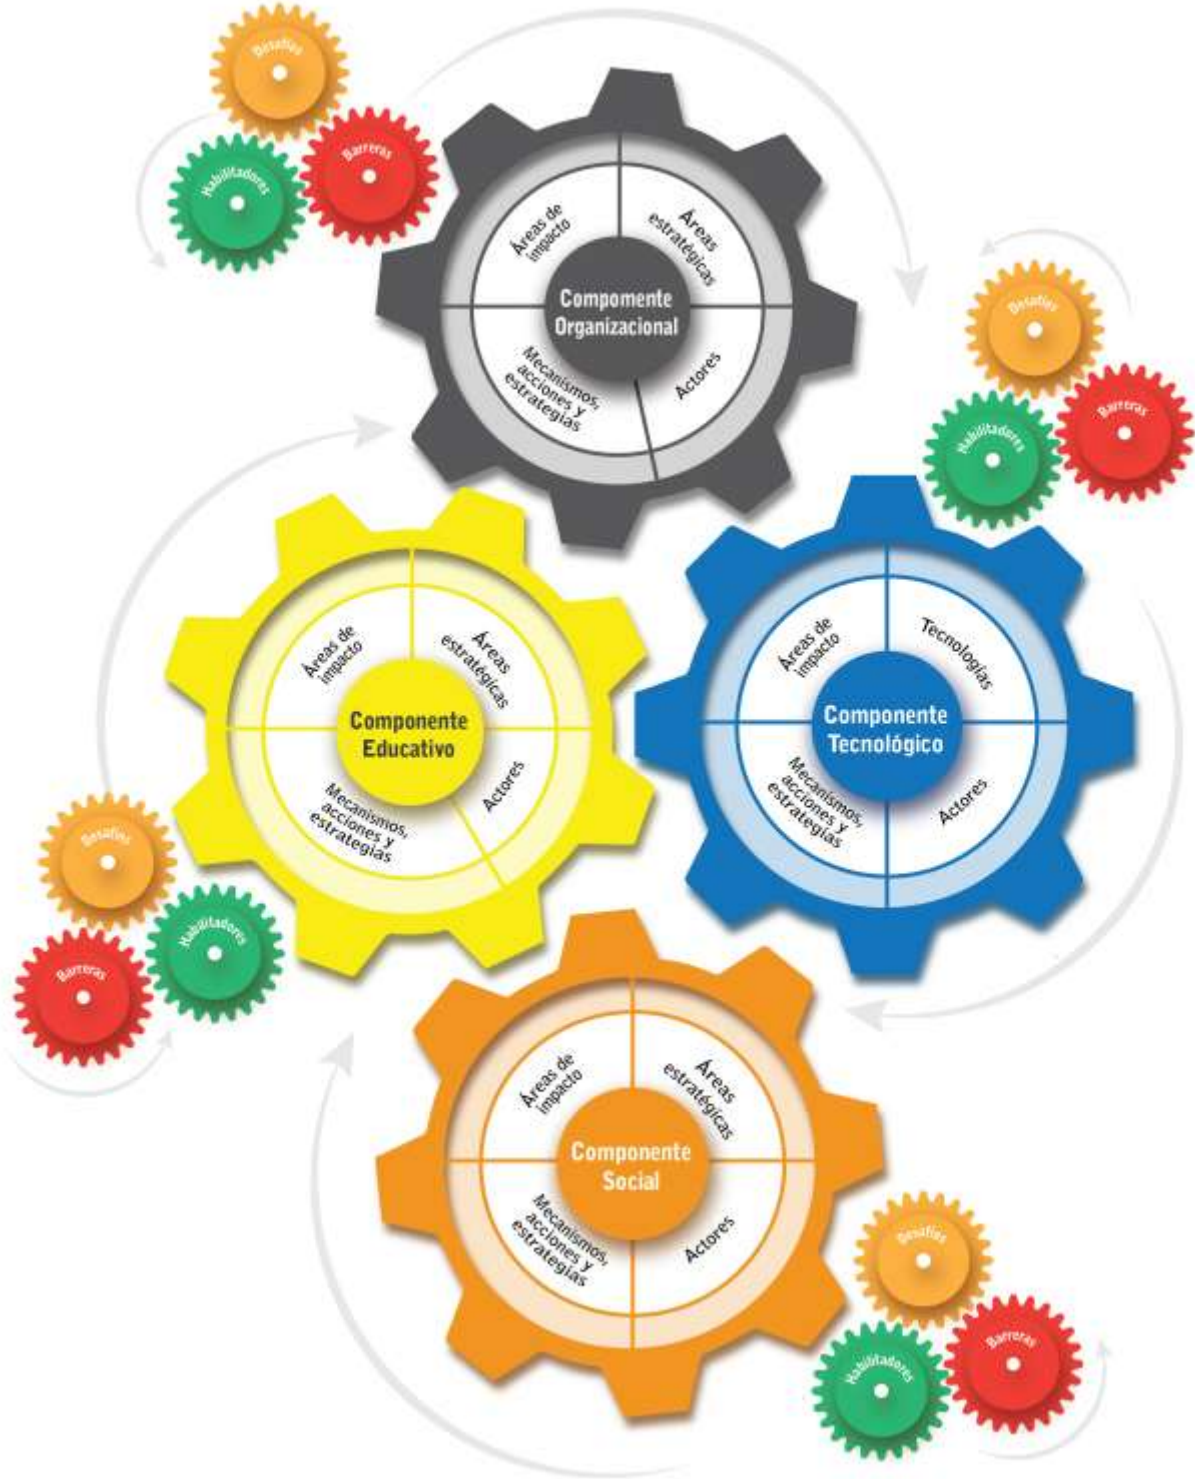 Desafíos
Barreras
Habilitadores
Áreas de
impacto
Áreas
estratégicas
Compomente
Organizacional
Mecanismos,
acciones y
estrategias
Actores
Desafíos
Barreras
Habilitadores
Áreas de
impacto
Áreas
estratégicas
Componente
Educativo
Mecanismos,
acciones y
estrategias
Actores
Áreas de
impacto
Tecnologías
Componente
Tecnológico
Mecanismos,
acciones y
estrategias
Actores
Desafíos
Habilitadores
Barreras
Áreas de
impacto
Áreas
estratégicas
Componente
Social
Mecanismos,
acciones y
estrategias
Actores
Desafíos
Barreras
Habilitadores